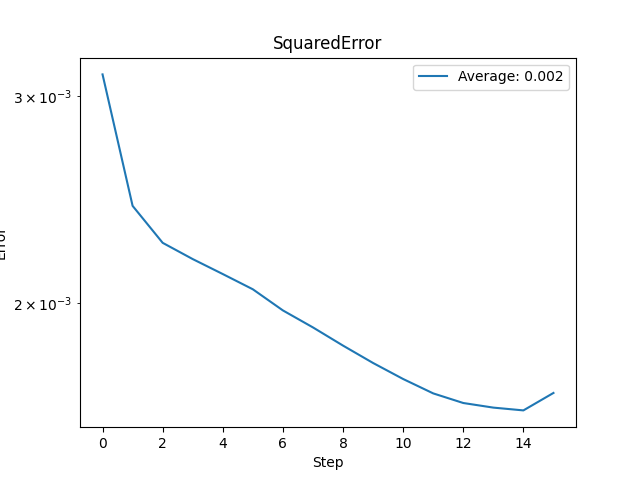 SquaredError
Average: 0.002
3 × 10⁻³
2 × 10⁻³
Error
0 2 4 6 8 10 12 14
Step